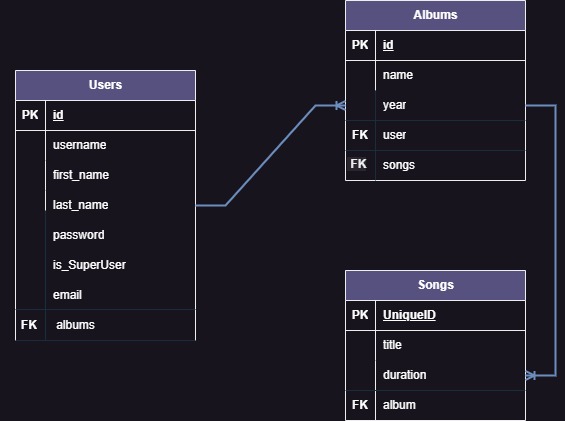 Albums
PK id
name
year
FK user
FK songs
Users
PK id
username
first_name
last_name
password
is_SuperUser
email
FK albums
Songs
PK UniqueID
title
duration
FK album